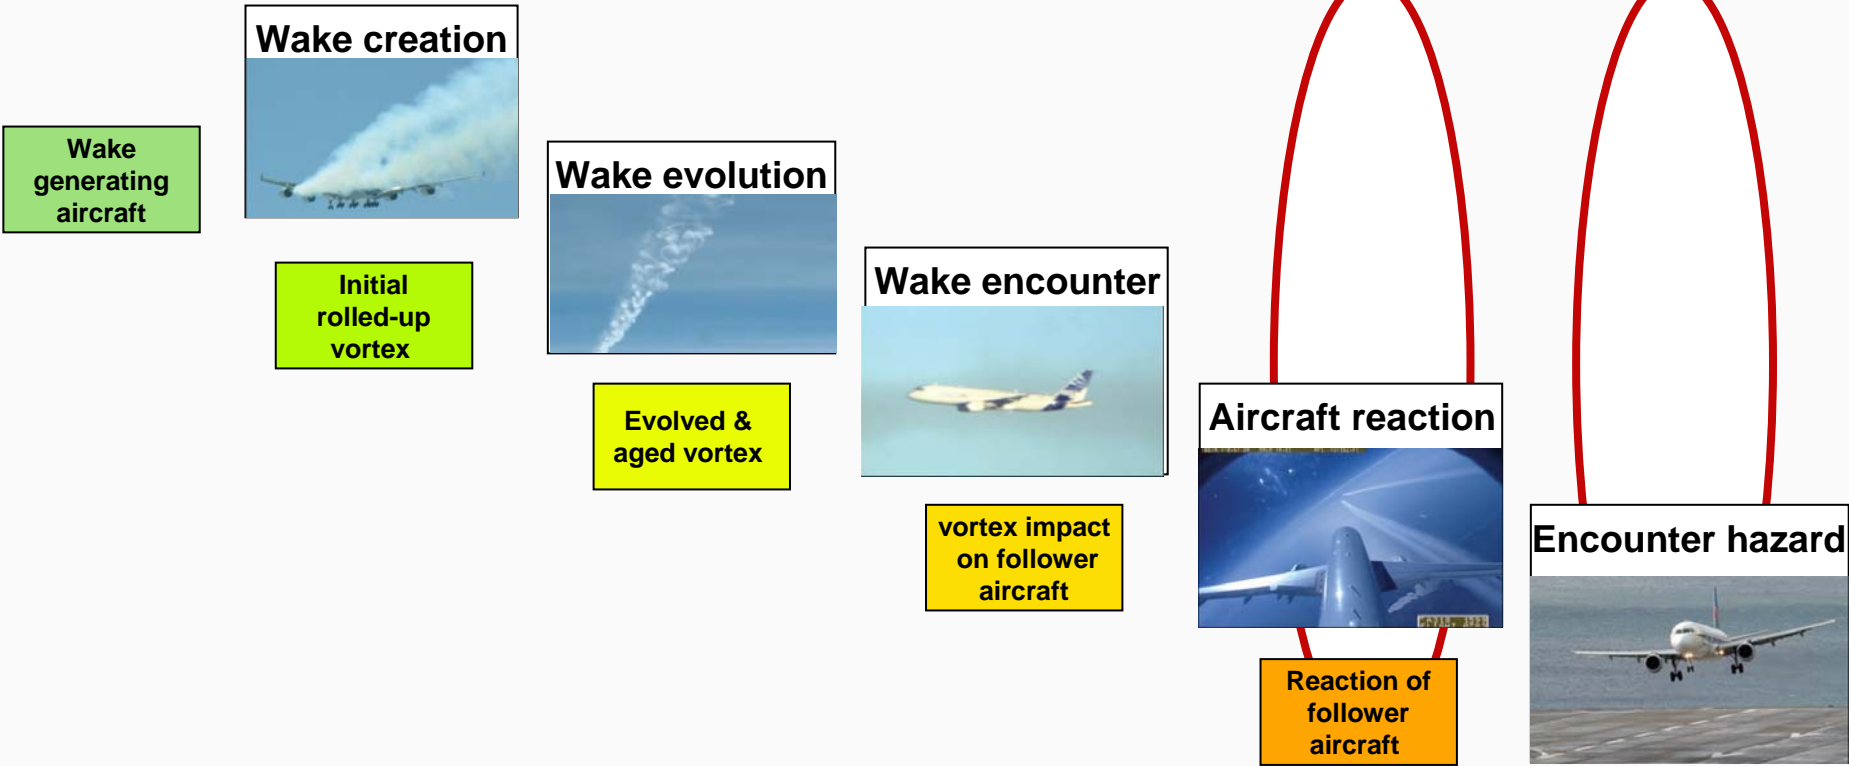 Wake creation
Wake
generating
aircraft
Initial
rolled-up
vortex
Wake evolution
Evolved &
aged vortex
Wake encounter
vortex impact
on follower
aircraft
Aircraft reaction
Reaction of
follower
aircraft
Encounter hazard